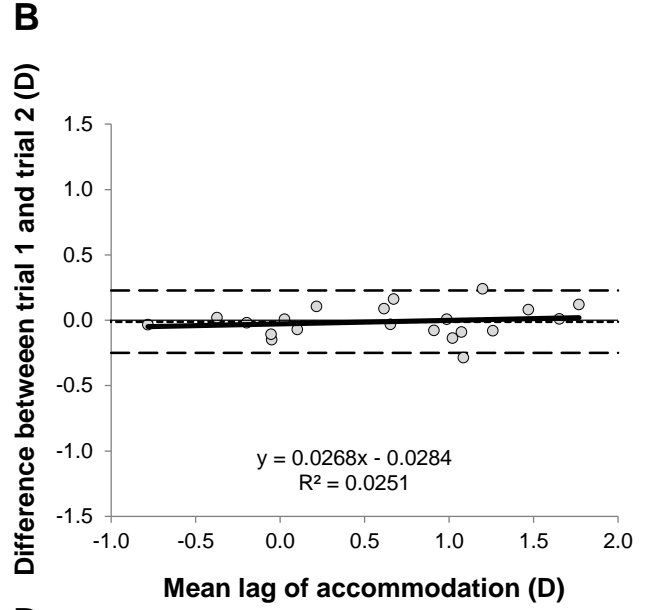 B
Difference betweeen trial 1 and trial 2 (D)
1.5
1.0
0.5
0.0
-0.5
-1.0
-1.5
y = 0.0268x - 0.0284
R² = 0.0251
-1.0 -0.5 0.0 0.5 1.0 1.5 2.0
Mean lag of accommodation (D)